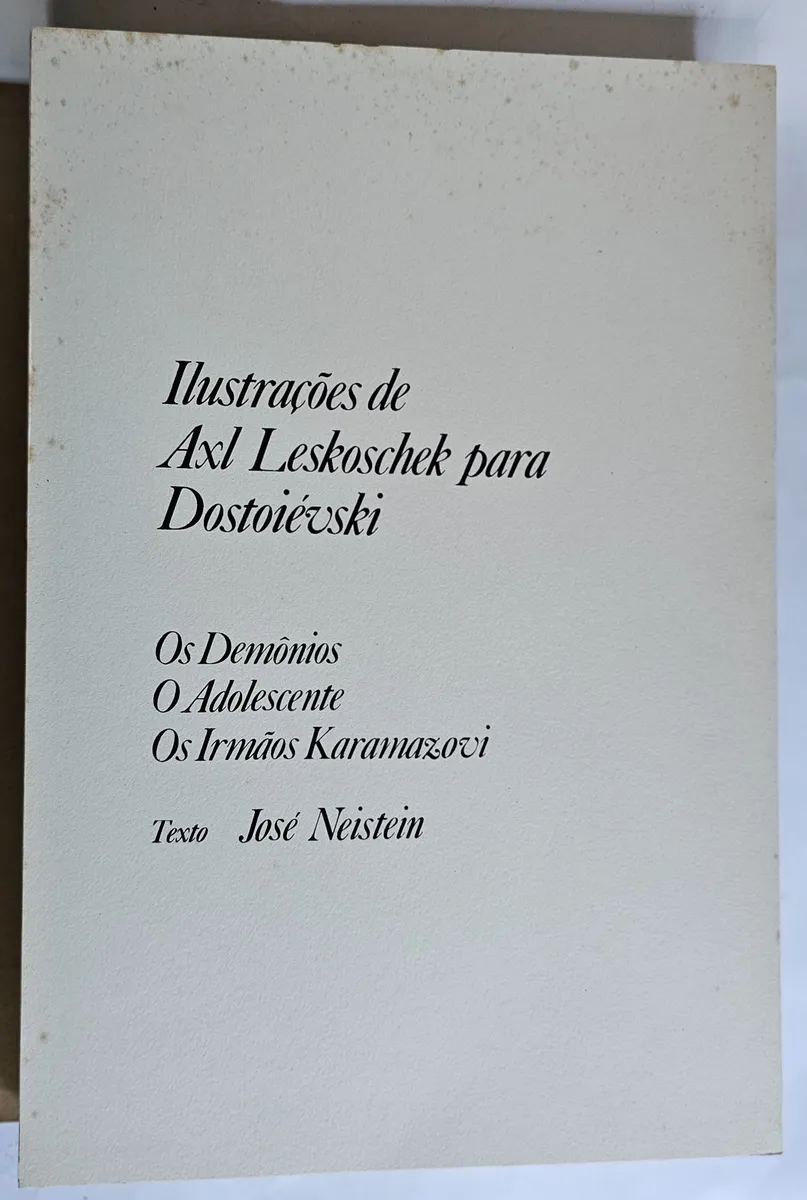 Ilustrações de
Axl Leskoschek para
Dostoiévski
Os Demônios
O Adolescente
Os Irmãos Karamazovi
Texto José Neistein